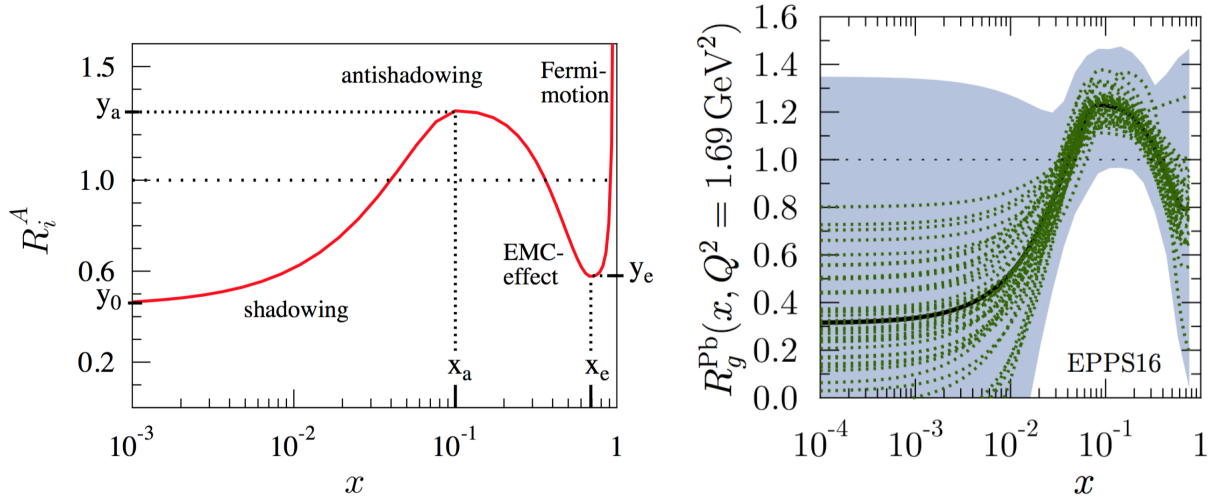 1.5
y_a
1.0
0.6
y_0
0.2
R_i^A
antishadowing
Fermi-
motion
EMC-
effect
y_e
shadowing
x_a
x_e
10^-3
10^-2
10^-1
1
x
1.6
1.4
1.2
1.0
0.8
0.6
0.4
0.2
0.0
R_g^Pb(x, Q^2 = 1.69 GeV^2)
EPPS16
10^-4
10^-3
10^-2
10^-1
1
x